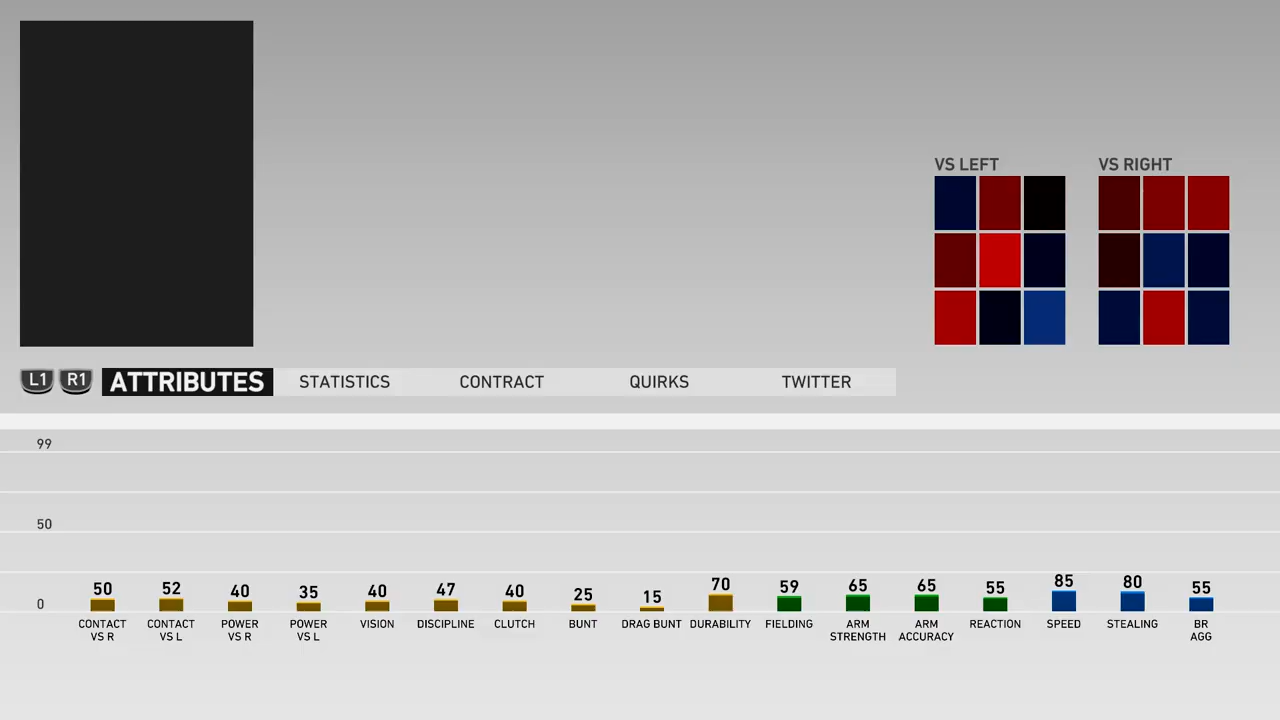 VS LEFT
VS RIGHT
L1 R1 ATTRIBUTES STATISTICS CONTRACT QUIRKS TWITTER
99
50
0
50 52 40 35 40 47 40 25 15 70 59 65 65 55 85 80 55
CONTACT VS R
CONTACT VS L
POWER VS R
POWER VS L
VISION
DISCIPLINE
CLUTCH
BUNT
DRAG BUNT
DURABILITY
FIELDING
ARM STRENGTH
ARM ACCURACY
REACTION
SPEED
STEALING
BR AGG